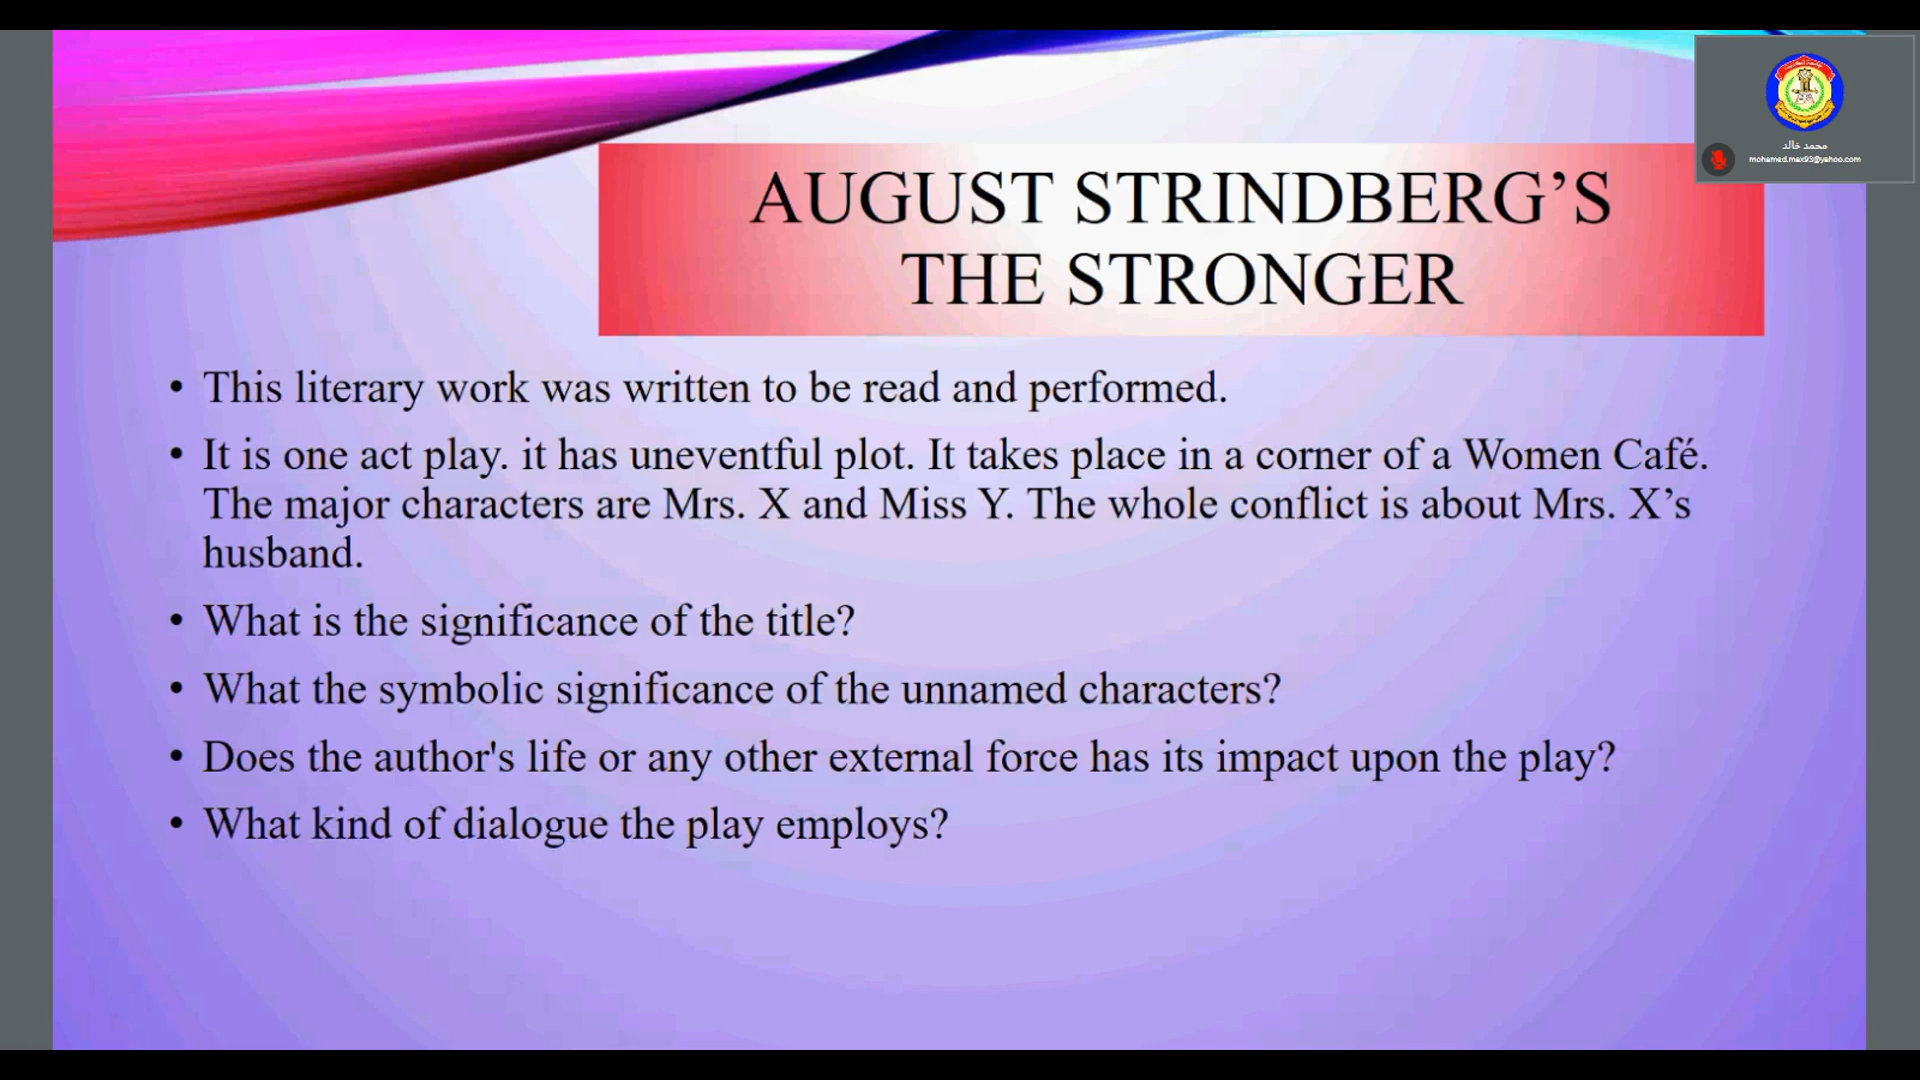 AUGUST STRINDBERG’S
THE STRONGER
محمد خالد
mohamed.max93@yahoo.com
• This literary work was written to be read and performed.
• It is one act play. it has uneventful plot. It takes place in a corner of a Women Café.
The major characters are Mrs. X and Miss Y. The whole conflict is about Mrs. X’s
husband.
• What is the significance of the title?
• What the symbolic significance of the unnamed characters?
• Does the author's life or any other external force has its impact upon the play?
• What kind of dialogue the play employs?